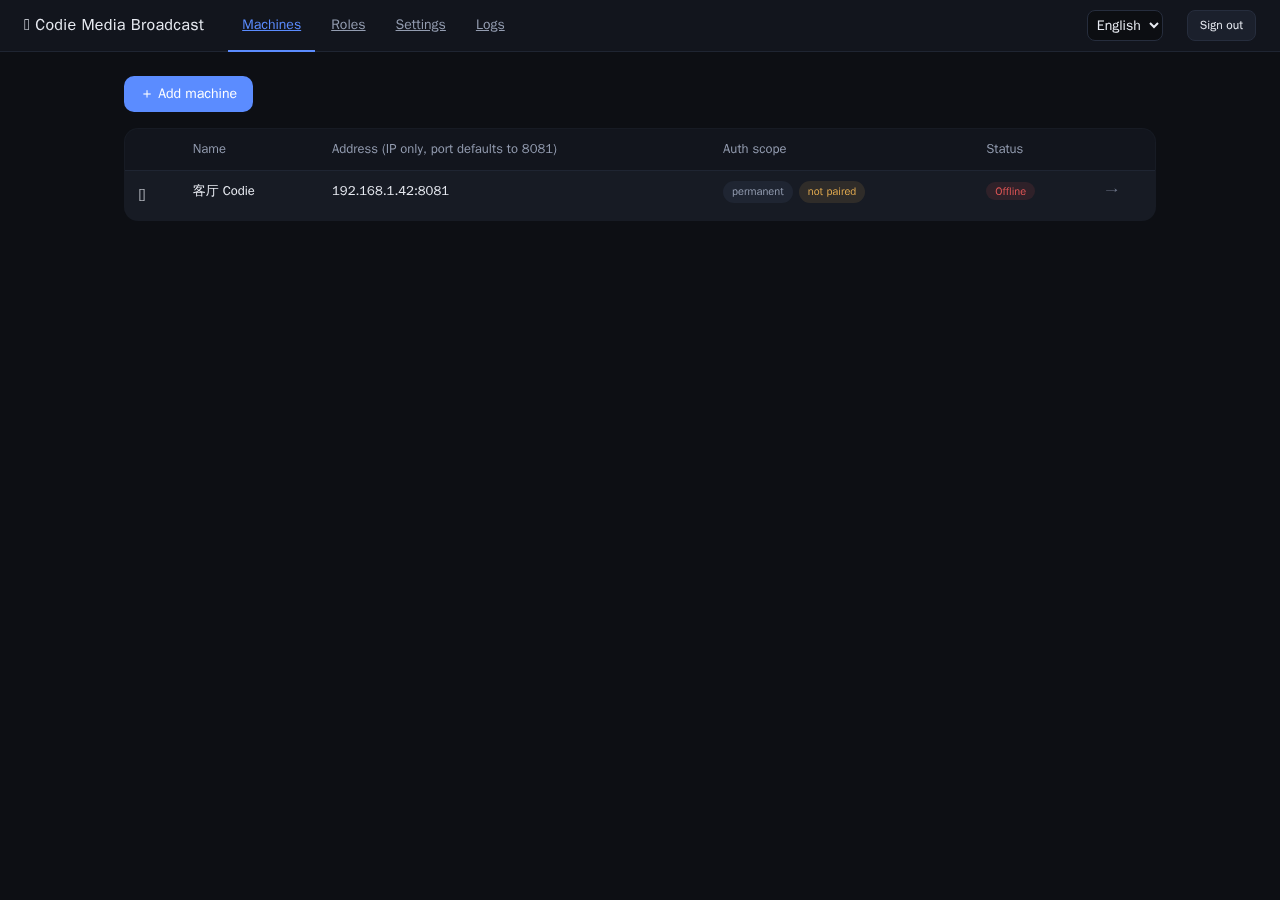 Codie Media Broadcast Machines Roles Settings Logs English Sign out
+ Add machine
Name Address (IP only, port defaults to 8081) Auth scope Status
客厅 Codie 192.168.1.42:8081 permanent not paired Offline →